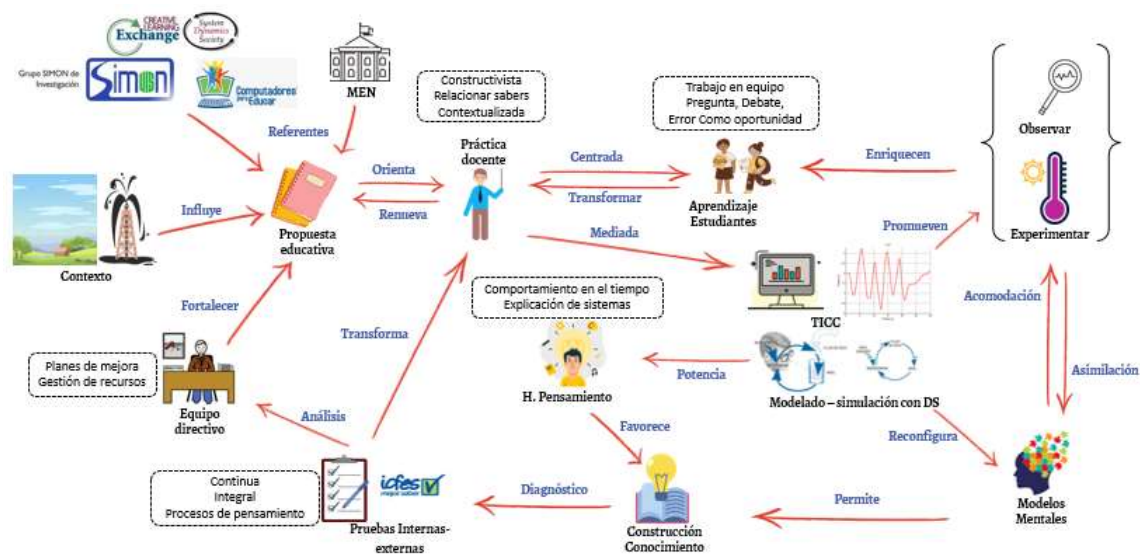 CREATIVE LEARNING
Exchange
System
Dynamics
Society
Grupo SIMON de
Investigación
Simon
Computadores
para Educar
MEN
Referentes
Constructivista
Relacionar sabers
Contextualizada
Trabajo en equipo
Pregunta, Debate,
Error Como oportunidad
Observar
Experimentar
Práctica
docente
Orienta
Renueva
Centrada
Transformar
Aprendizaje
Estudiantes
Enriquecen
Influye
Contexto
Propuesta
educativa
Mediada
Promueven
TICC
Fortalecer
Transforma
Comportamiento en el tiempo
Explicación de sistemas
H. Pensamiento
Potencia
Modelado – simulación con DS
Acomodación
Asimilación
Planes de mejora
Gestión de recursos
Equipo
directivo
Análisis
Favorece
Reconfigura
Modelos
Mentales
Continua
Integral
Procesos de pensamiento
icfes
mejor saber
Pruebas Internas-
externas
Diagnóstico
Construcción
Conocimiento
Permite